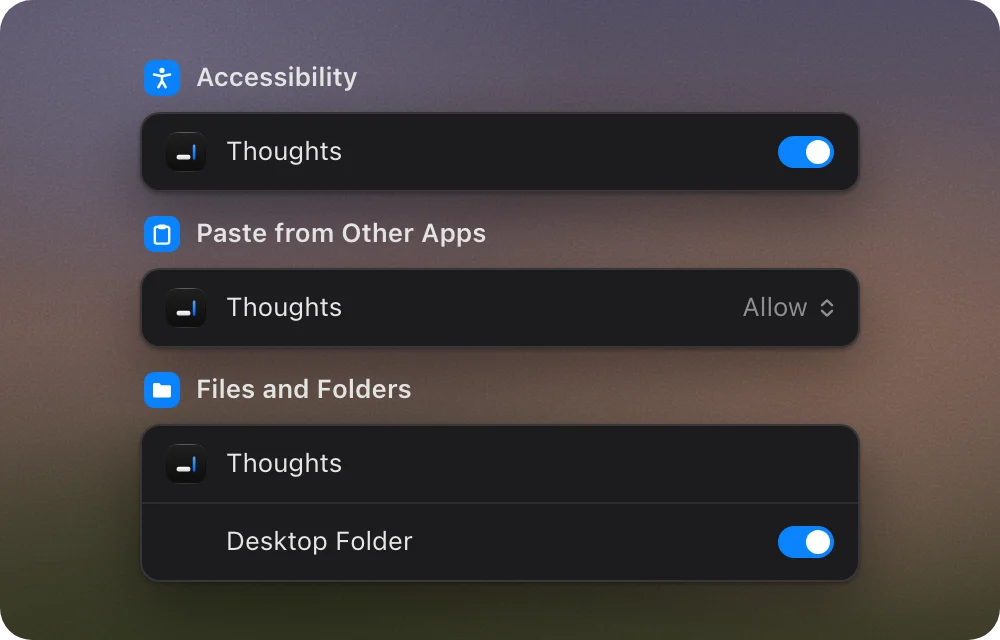 Accessibility
Thoughts
Paste from Other Apps
Thoughts
Allow
Files and Folders
Thoughts
Desktop Folder